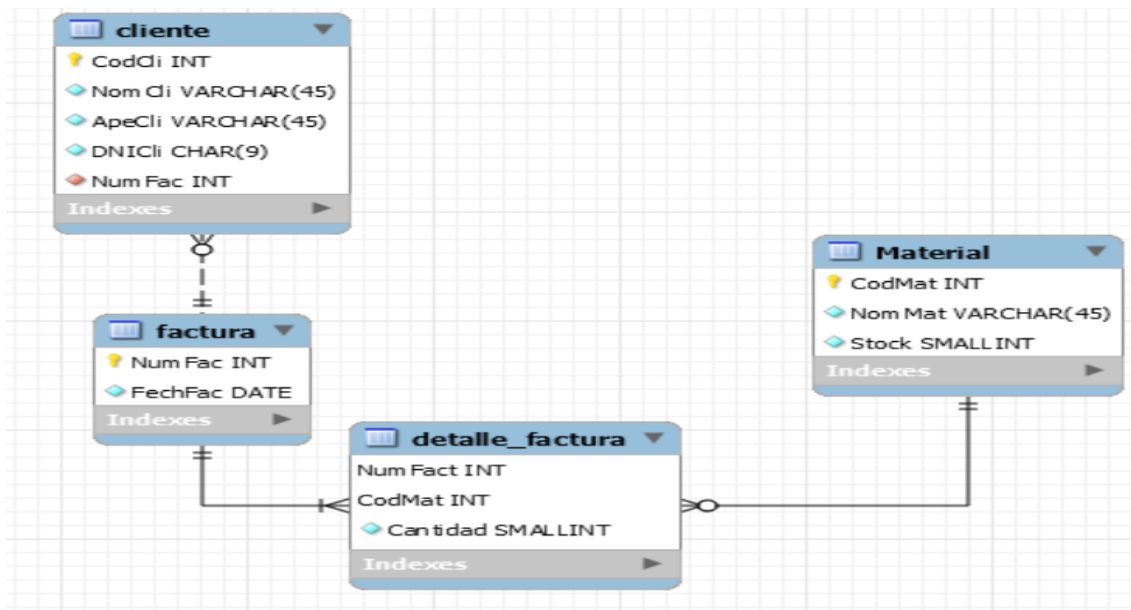 cliente
CodCli INT
Nom Cli VARCHAR(45)
ApeCli VARCHAR(45)
DNICli CHAR(9)
Num Fac INT
Indexes
factura
Num Fac INT
FechFac DATE
Indexes
detalle_factura
Num Fact INT
CodMat INT
Cantidad SMALLINT
Indexes
Material
CodMat INT
Nom Mat VARCHAR(45)
Stock SMALLINT
Indexes